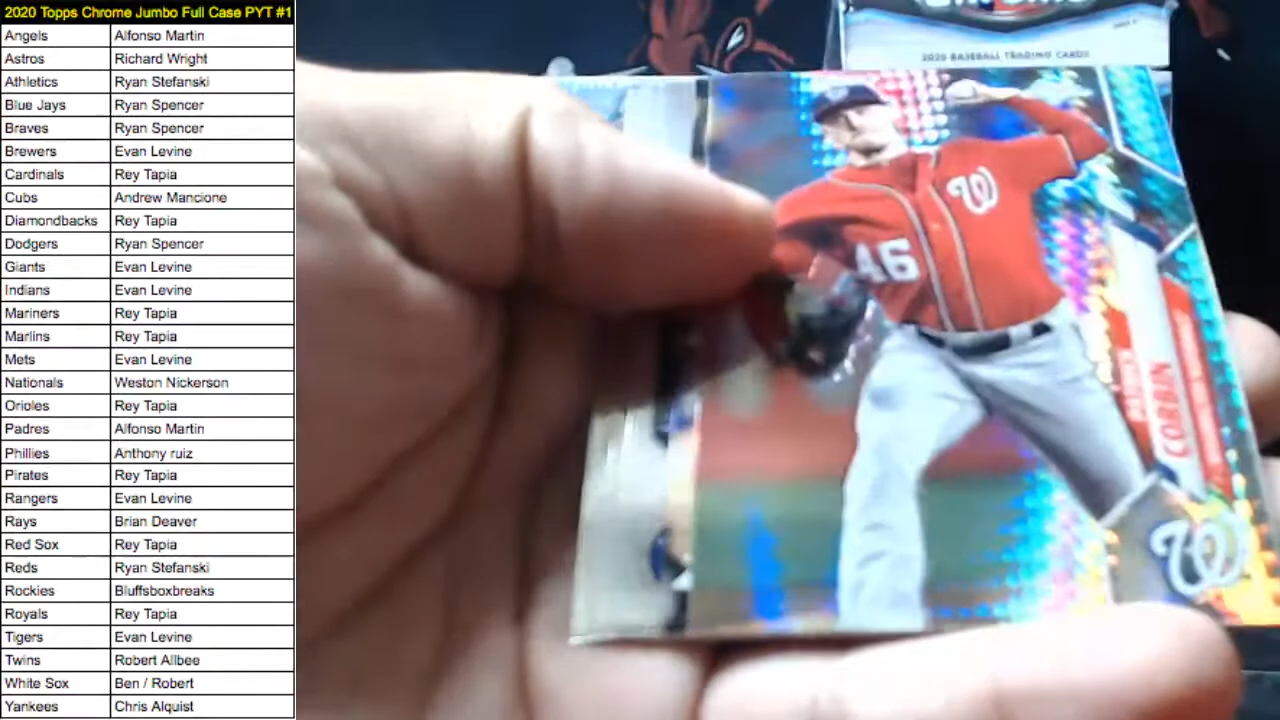 2020 Topps Chrome Jumbo Full Case PYT #1
Angels Alfonso Martin
Astros Richard Wright
Athletics Ryan Stefanski
Blue Jays Ryan Spencer
Braves Ryan Spencer
Brewers Evan Levine
Cardinals Rey Tapia
Cubs Andrew Mancione
Diamondbacks Rey Tapia
Dodgers Ryan Spencer
Giants Evan Levine
Indians Evan Levine
Mariners Rey Tapia
Marlins Rey Tapia
Mets Evan Levine
Nationals Weston Nickerson
Orioles Rey Tapia
Padres Alfonso Martin
Phillies Anthony ruiz
Pirates Rey Tapia
Rangers Evan Levine
Rays Brian Deaver
Red Sox Rey Tapia
Reds Ryan Stefanski
Rockies Bluffsboxbreaks
Royals Rey Tapia
Tigers Evan Levine
Twins Robert Allbee
White Sox Ben / Robert
Yankees Chris Alquist
2020 BASEBALL TRADING CARDS
W
46
PATRICK
CORBIN
W